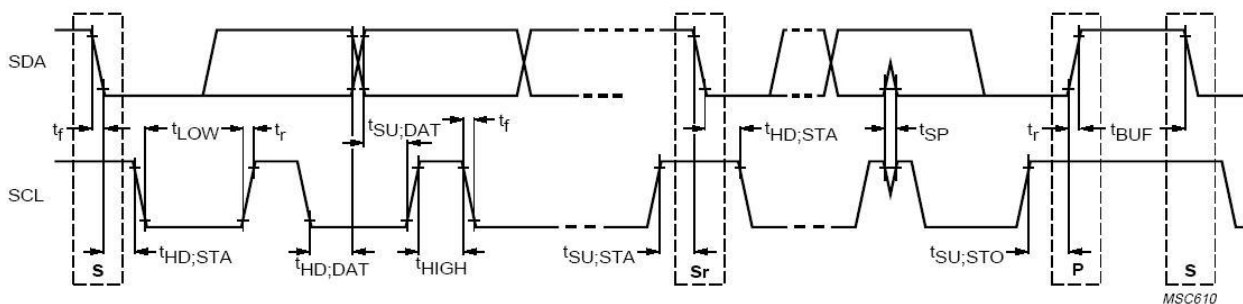 SDA
t_f t_LOW t_r t_SU;DAT t_f t_HD;STA t_SP t_r t_BUF
SCL
t_HD;STA t_HD;DAT t_HIGH t_SU;STA t_SU;STO
S Sr P S
MSC610